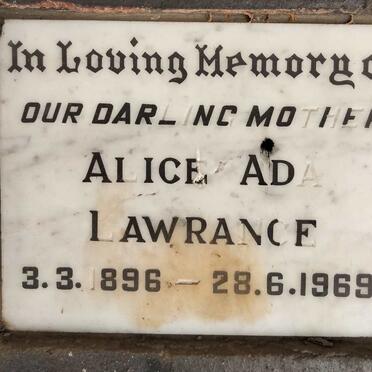 In Loving Memory o
OUR DARLING MOTHER
ALICE ADA
LAWRANCE
3.3.1896 — 28.6.1969